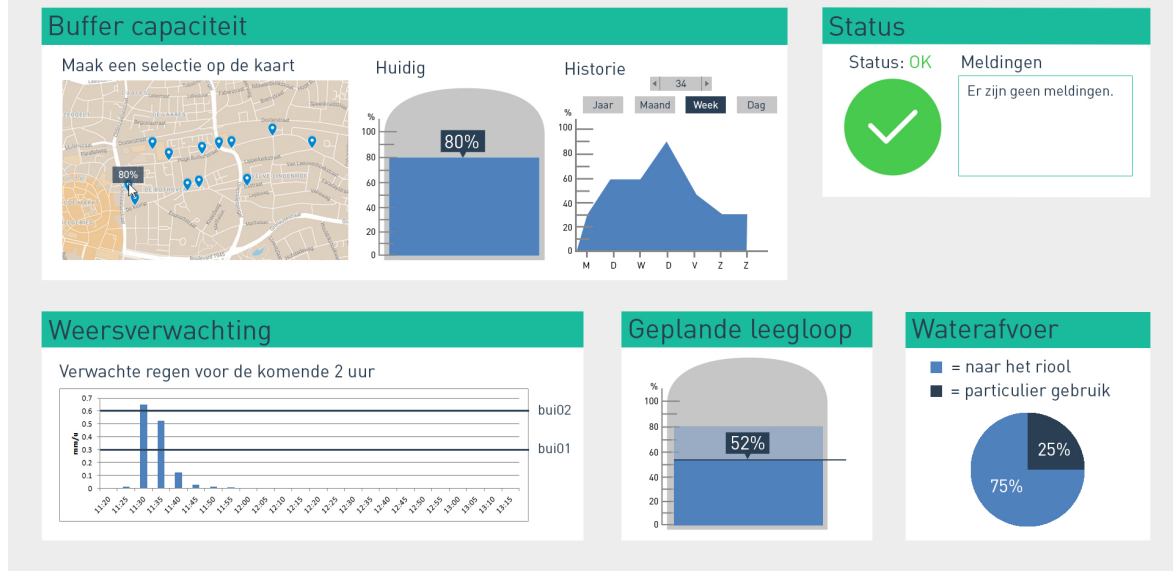 Buffer capaciteit
Maak een selectie op de kaart
80%
Huidig
%
100
80
60
40
20
0
80%
Historie
34
Jaar Maand Week Dag
%
100
80
60
40
20
0
M D W D V Z Z
Status
Status: OK
Meldingen
Er zijn geen meldingen.
Weersverwachting
Verwachte regen voor de komende 2 uur
mm/u
0.7
0.6
0.5
0.4
0.3
0.2
0.1
0
bui02
bui01
11:20 11:25 11:30 11:35 11:40 11:45 11:50 11:55 12:00 12:05 12:10 12:15 12:20 12:25 12:30 12:35 12:40 12:45 12:50 12:55 13:00 13:05 13:10 13:15
Geplande leegloop
%
100
80
60
40
20
0
52%
Waterafvoer
= naar het riool
= particulier gebruik
25%
75%